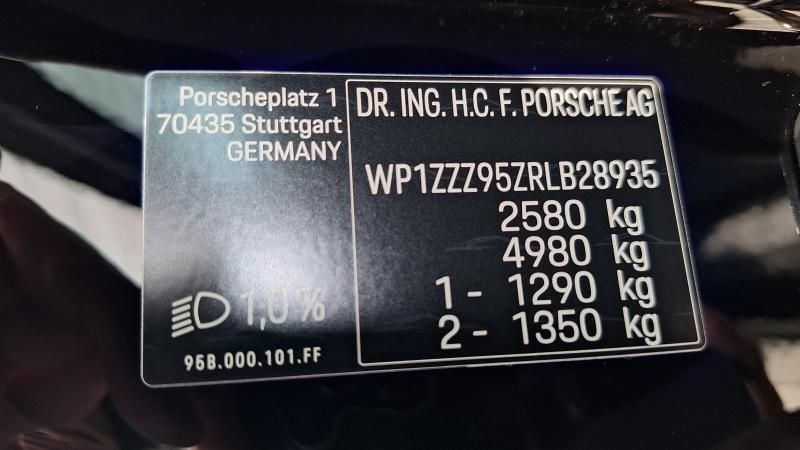 Porscheplatz 1
70435 Stuttgart
GERMANY
1,0 %
95B.000.101.FF
DR. ING. H.C. F. PORSCHE AG
WP1ZZZ95ZRLB28935
2580 kg
4980 kg
1 - 1290 kg
2 - 1350 kg